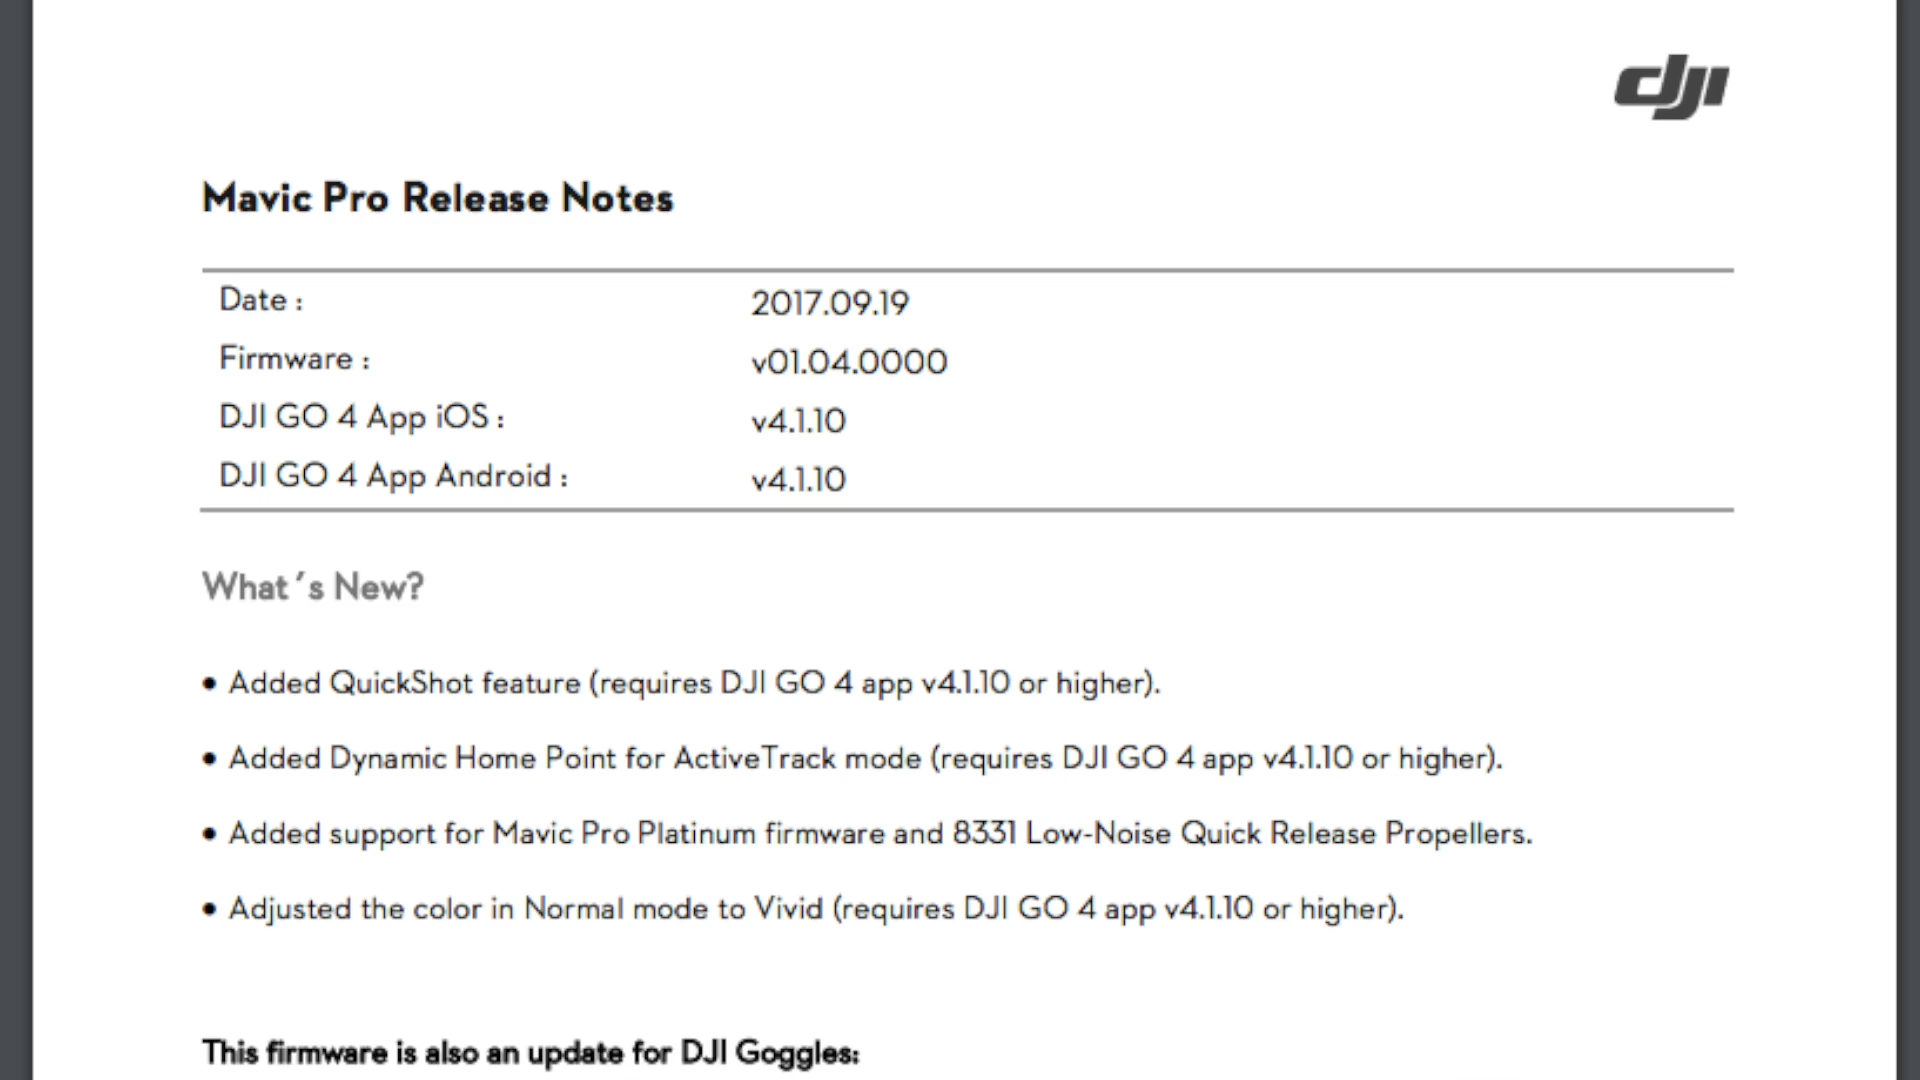 dji
Mavic Pro Release Notes
Date : 2017.09.19
Firmware : v01.04.0000
DJI GO 4 App iOS : v4.1.10
DJI GO 4 App Android : v4.1.10
What´s New?
• Added QuickShot feature (requires DJI GO 4 app v4.1.10 or higher).
• Added Dynamic Home Point for ActiveTrack mode (requires DJI GO 4 app v4.1.10 or higher).
• Added support for Mavic Pro Platinum firmware and 8331 Low-Noise Quick Release Propellers.
• Adjusted the color in Normal mode to Vivid (requires DJI GO 4 app v4.1.10 or higher).
This firmware is also an update for DJI Goggles: